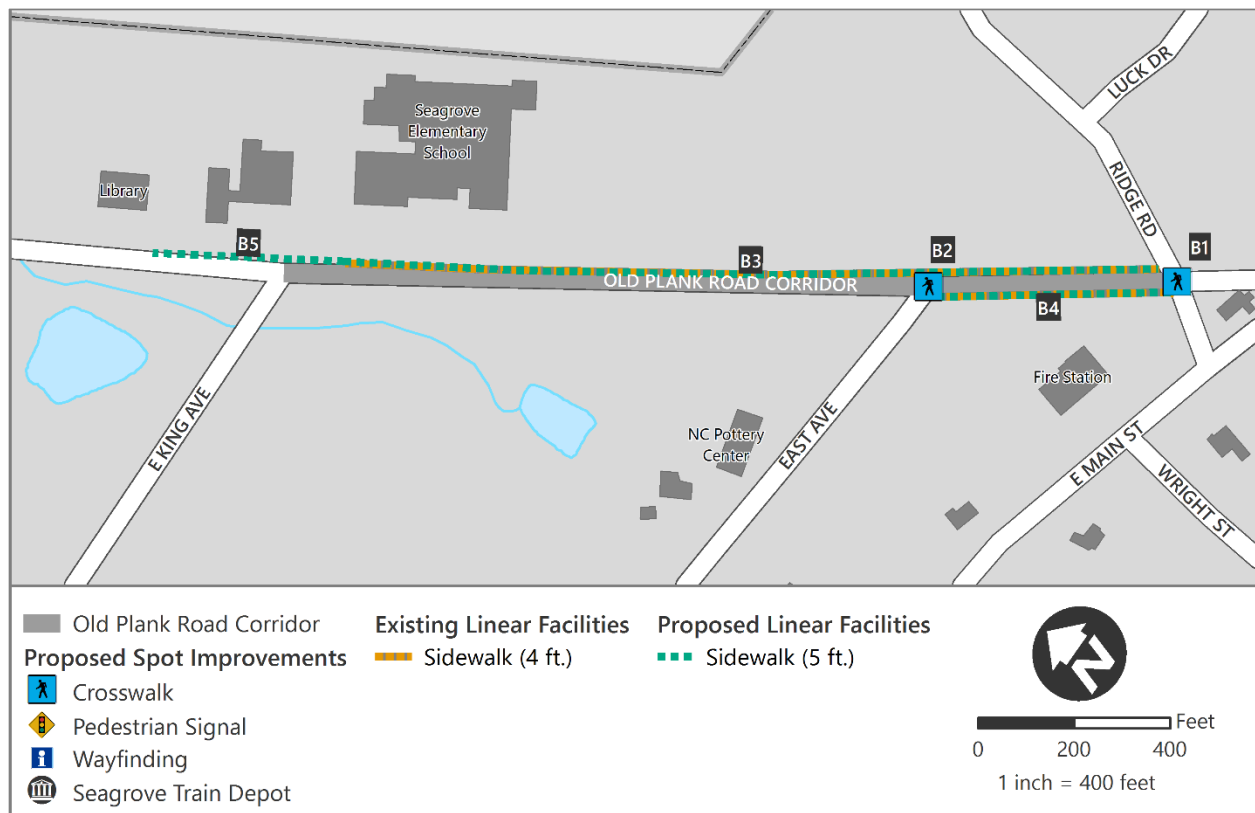 LUCK DR
Seagrove
Elementary
School
Library
RIDGE RD
B5
B3
B2
B1
OLD PLANK ROAD CORRIDOR
B4
Fire Station
E KING AVE
NC Pottery
Center
EAST AVE
E MAIN ST
WRIGHT ST
Old Plank Road Corridor
Proposed Spot Improvements
Crosswalk
Pedestrian Signal
Wayfinding
Seagrove Train Depot
Existing Linear Facilities
Sidewalk (4 ft.)
Proposed Linear Facilities
Sidewalk (5 ft.)
N
Feet
0 200 400
1 inch = 400 feet